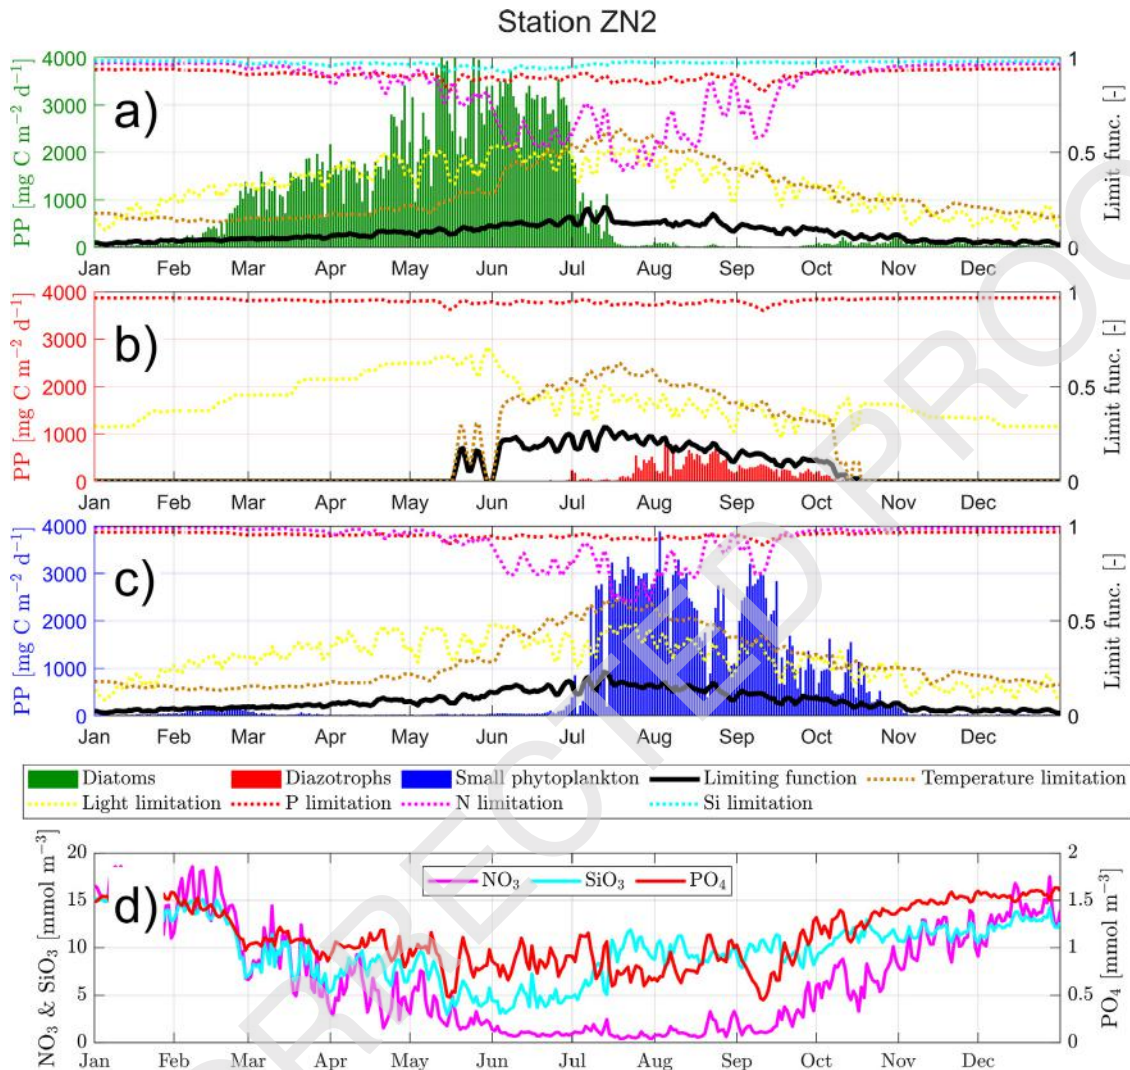 Station ZN2
a)
PP [mg C m⁻² d⁻¹]
4000
3000
2000
1000
0
Limit func. [-]
1
0.5
0
Jan Feb Mar Apr May Jun Jul Aug Sep Oct Nov Dec
b)
PP [mg C m⁻² d⁻¹]
4000
3000
2000
1000
0
Limit func. [-]
1
0.5
0
Jan Feb Mar Apr May Jun Jul Aug Sep Oct Nov Dec
c)
PP [mg C m⁻² d⁻¹]
4000
3000
2000
1000
0
Limit func. [-]
1
0.5
0
Jan Feb Mar Apr May Jun Jul Aug Sep Oct Nov Dec
Diatoms Diazotrophs Small phytoplankton Limiting function Temperature limitation
Light limitation P limitation N limitation Si limitation
d)
NO₃ & SiO₃ [mmol m⁻³]
20
15
10
5
0
NO₃ SiO₃ PO₄
PO₄ [mmol m⁻³]
2
1.5
1
0.5
0
Jan Feb Mar Apr May Jun Jul Aug Sep Oct Nov Dec
ORRECTED PROO